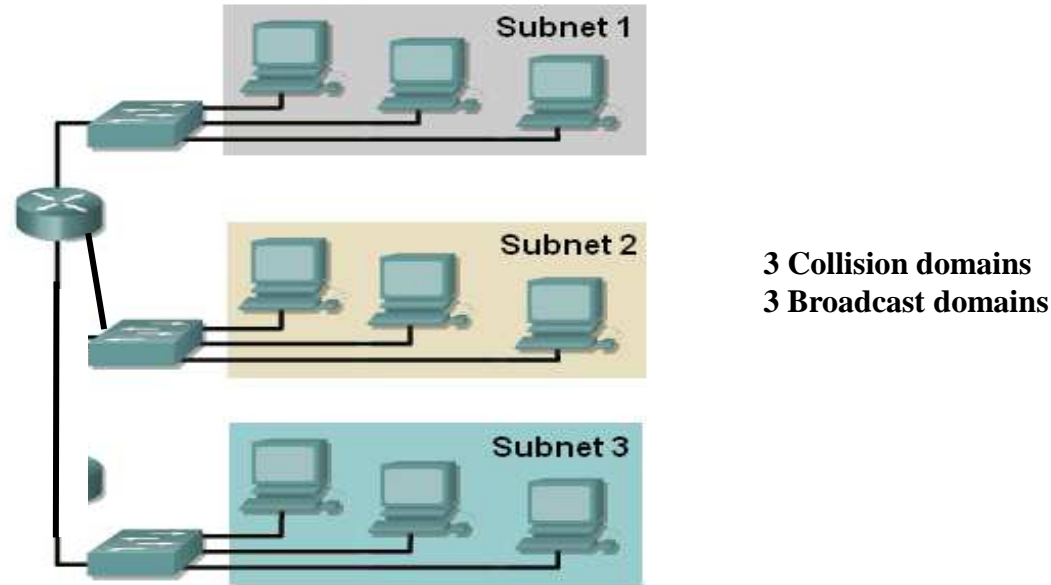 Subnet 1
Subnet 2
3 Collision domains
3 Broadcast domains
Subnet 3